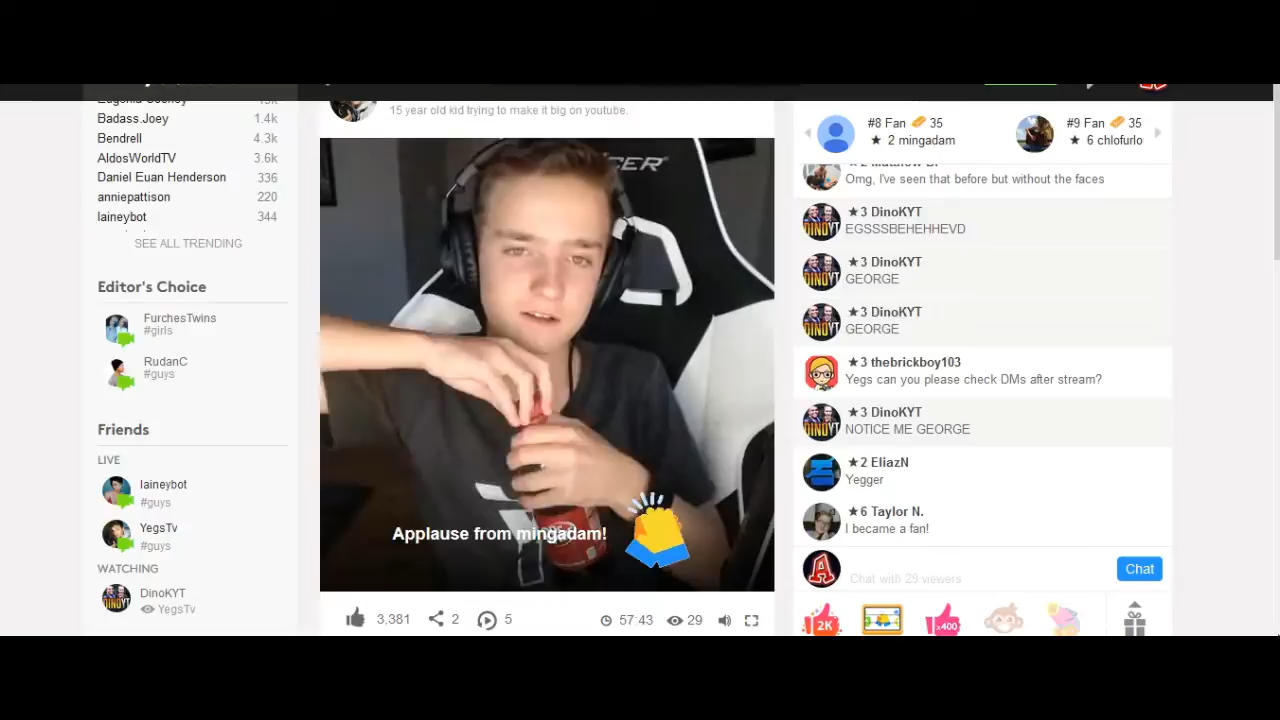 13k
Badass.Joey 1.4k
Bendrell 4.3k
AldosWorldTV 3.6k
Daniel Euan Henderson 336
anniepattison 220
laineybot 344
SEE ALL TRENDING
Editor's Choice
FurchesTwins
#girls
RudanC
#guys
Friends
LIVE
laineybot
#guys
YegsTv
#guys
WATCHING
DinoKYT
YegsTv
15 year old kid trying to make it big on youtube.
Applause from mingadam!
3,381 2 5 57:43 29
#8 Fan 35
★ 2 mingadam
#9 Fan 35
★ 6 chlofurlo
Omg, I've seen that before but without the faces
★3 DinoKYT
EGSSSBEHEHHEVD
★3 DinoKYT
GEORGE
★3 DinoKYT
GEORGE
★3 thebrickboy103
Yegs can you please check DMs after stream?
★3 DinoKYT
NOTICE ME GEORGE
★2 EliazN
Yegger
★6 Taylor N.
I became a fan!
Chat with 29 viewers
Chat
2K
x400